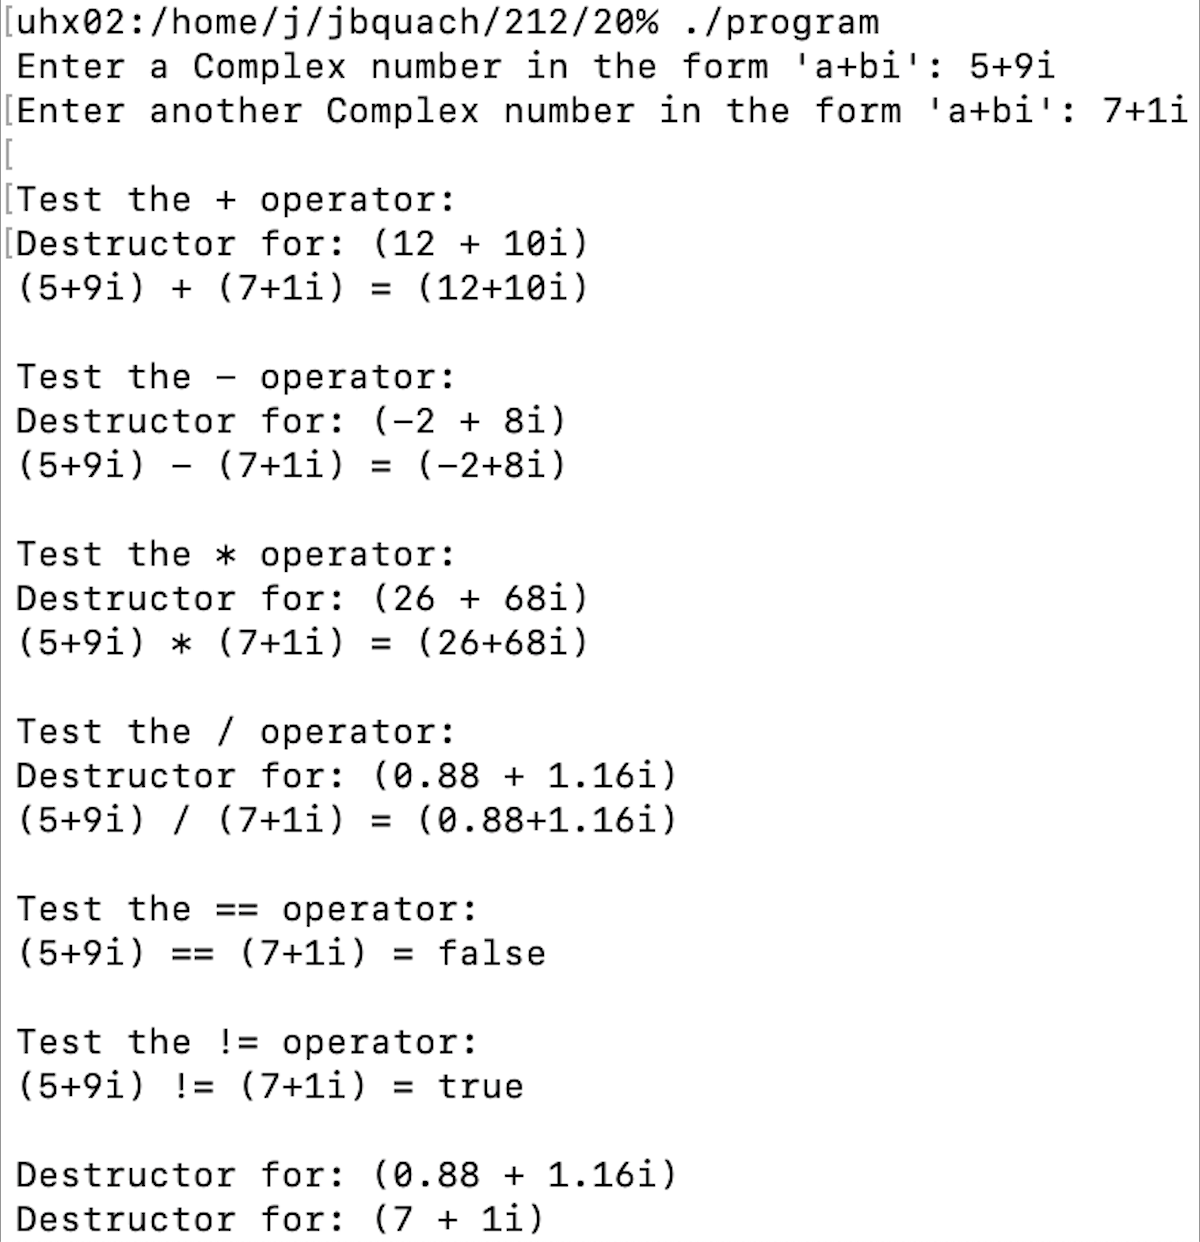 [uhx02:/home/j/jbquach/212/20% ./program
Enter a Complex number in the form 'a+bi': 5+9i
[Enter another Complex number in the form 'a+bi': 7+1i
[
[Test the + operator:
[Destructor for: (12 + 10i)
(5+9i) + (7+1i) = (12+10i)

Test the - operator:
Destructor for: (-2 + 8i)
(5+9i) - (7+1i) = (-2+8i)

Test the * operator:
Destructor for: (26 + 68i)
(5+9i) * (7+1i) = (26+68i)

Test the / operator:
Destructor for: (0.88 + 1.16i)
(5+9i) / (7+1i) = (0.88+1.16i)

Test the == operator:
(5+9i) == (7+1i) = false

Test the != operator:
(5+9i) != (7+1i) = true

Destructor for: (0.88 + 1.16i)
Destructor for: (7 + 1i)